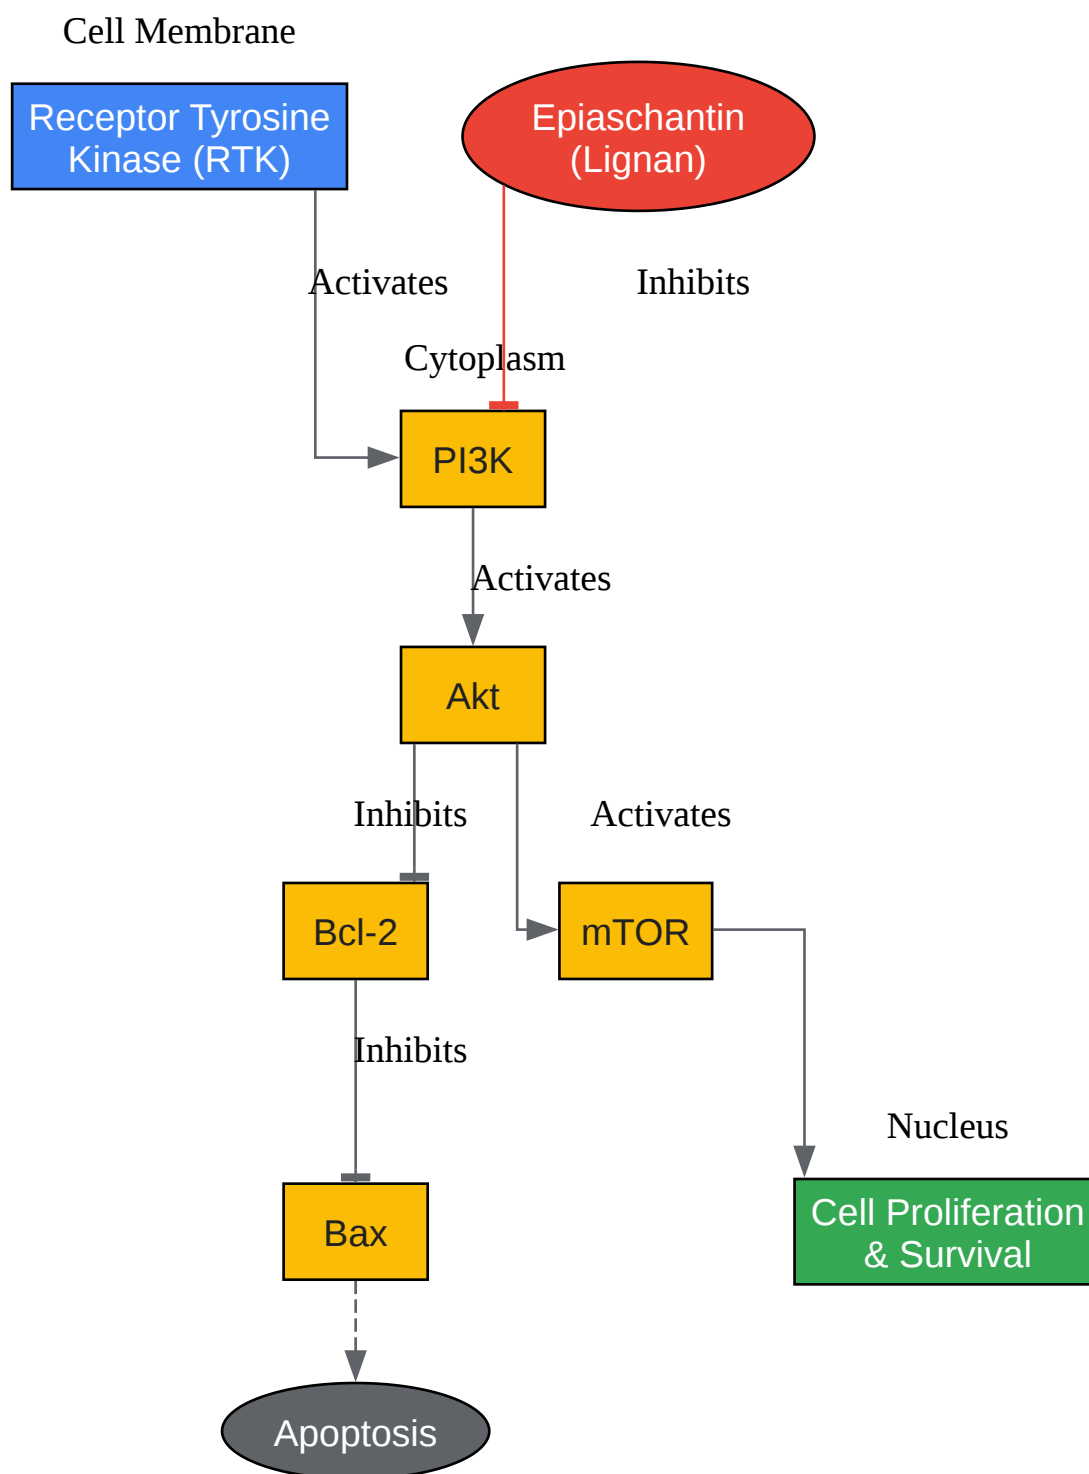 Cell Membrane
Receptor Tyrosine
Kinase (RTK)
Epiaschantin
(Lignan)
Activates
Inhibits
Cytoplasm
PI3K
Activates
Akt
Inhibits
Activates
Bcl-2
mTOR
Inhibits
Nucleus
Bax
Cell Proliferation
& Survival
Apoptosis